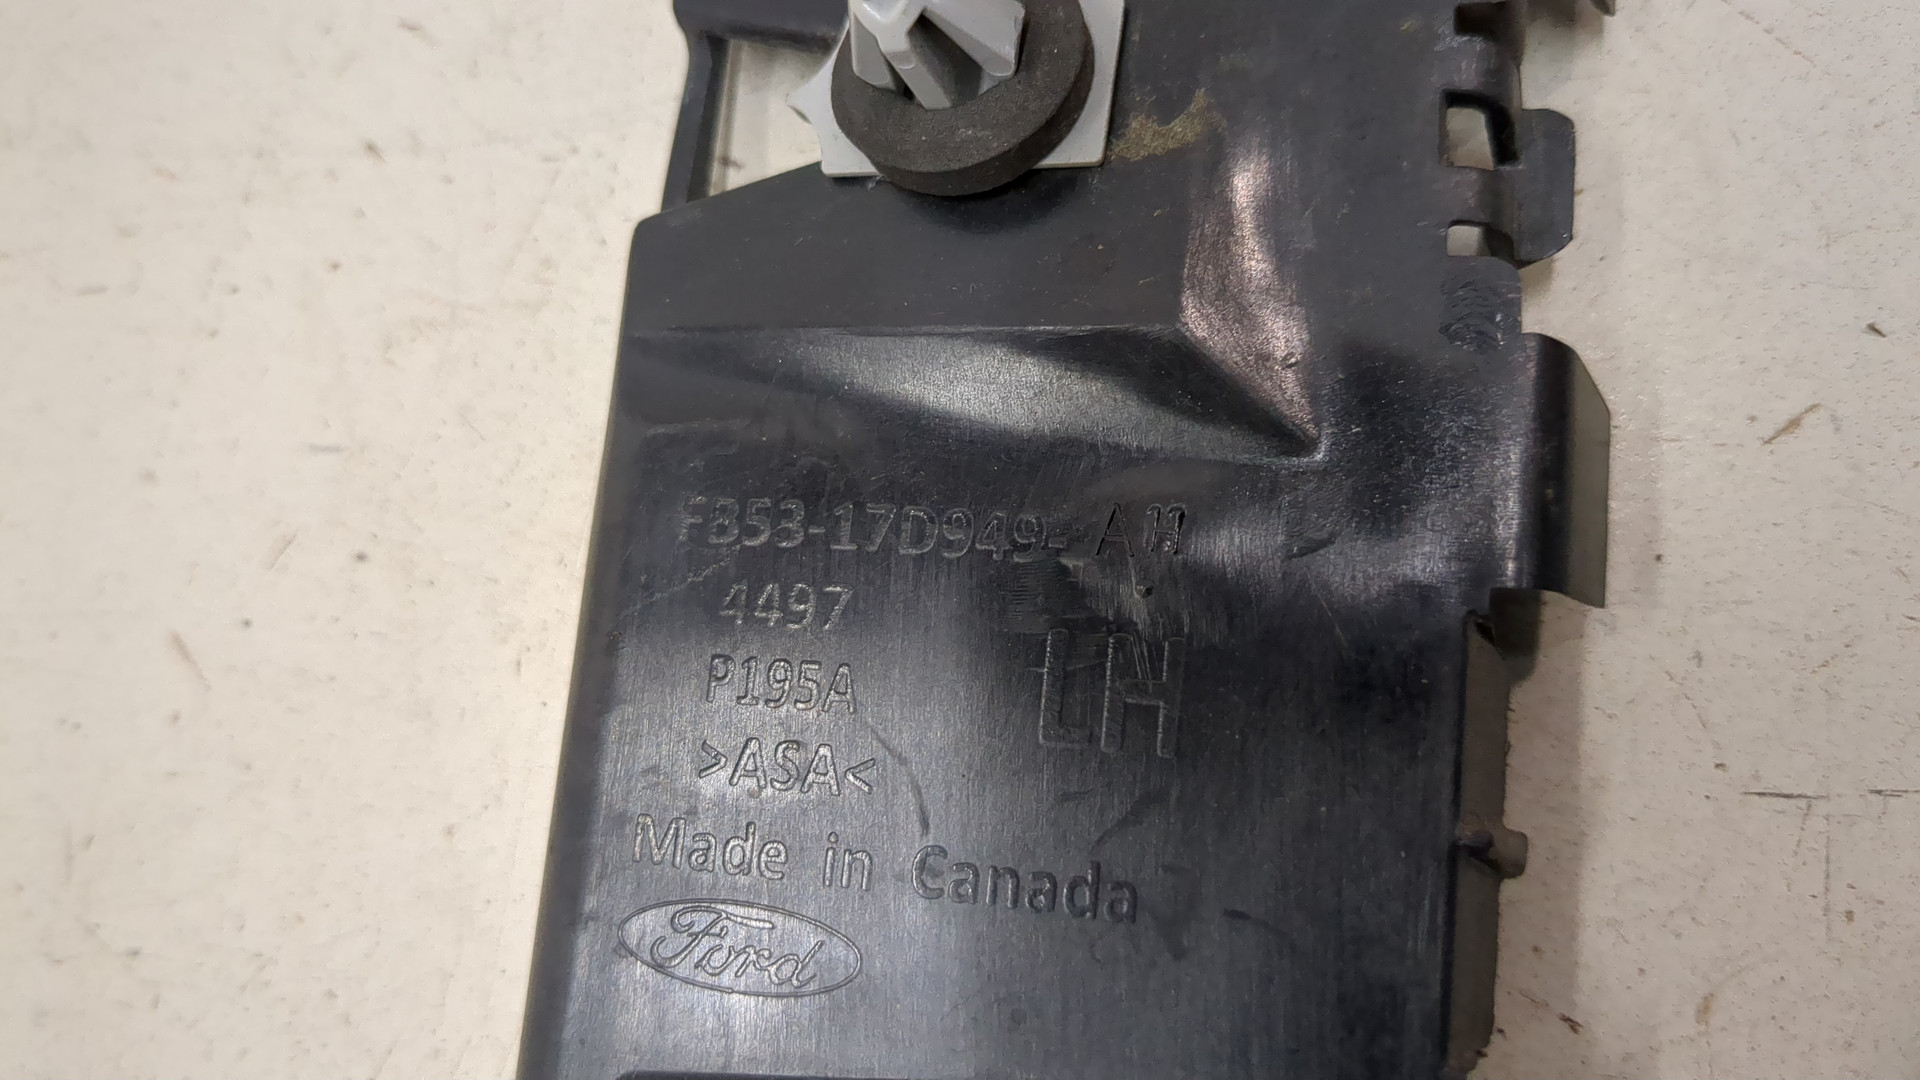 FB53-17D949-AH
4497
P195A
LH
>ASA<
Made in Canada
Ford